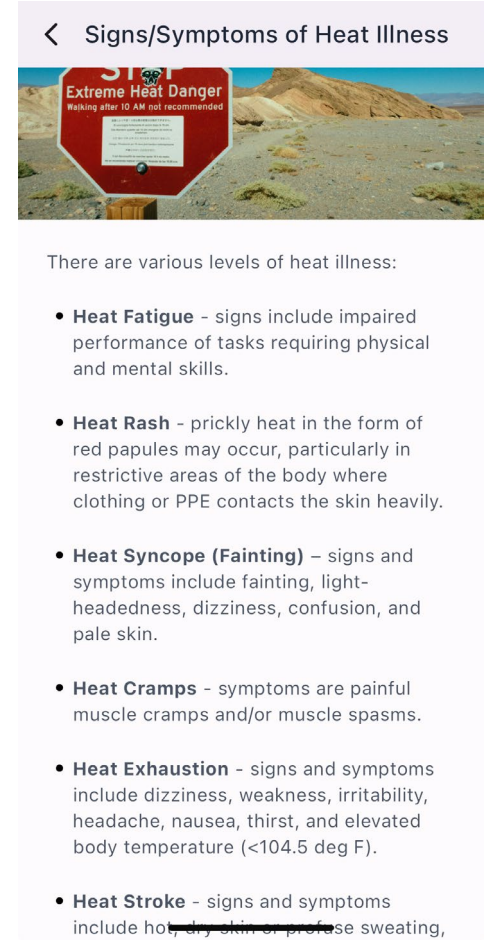 Signs/Symptoms of Heat Illness
STOP
Extreme Heat Danger
Walking after 10 AM not recommended
There are various levels of heat illness:
• Heat Fatigue - signs include impaired
performance of tasks requiring physical
and mental skills.
• Heat Rash - prickly heat in the form of
red papules may occur, particularly in
restrictive areas of the body where
clothing or PPE contacts the skin heavily.
• Heat Syncope (Fainting) – signs and
symptoms include fainting, light-
headedness, dizziness, confusion, and
pale skin.
• Heat Cramps - symptoms are painful
muscle cramps and/or muscle spasms.
• Heat Exhaustion - signs and symptoms
include dizziness, weakness, irritability,
headache, nausea, thirst, and elevated
body temperature (<104.5 deg F).
• Heat Stroke - signs and symptoms
include hot, dry skin or profuse sweating,